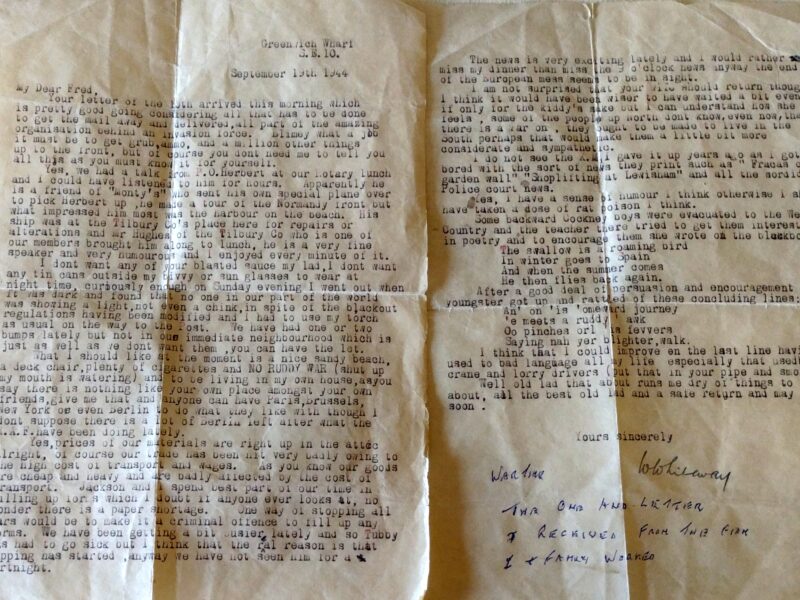 Greenwich Wharf
S.E.10.
September 19th 1944
My Dear Fred,
Your letter of the 15th arrived this morning which
is pretty good going considering all that has to be done
to get the mail away and delivered,all part of the amazing
organisation behind an invasion force. Blimey what a job
it must be to get grub,ammo, and a million other things
up to the front, but of course you dont need me to tell you
all this as you must know it for yourself.
Yes, we had a talk from P.O.Herbert at our Rotary lunch
and I could have listened to him for hours. Apparently he
is a friend of "Monty's" who sent his own special plane over
to pick Herbert up ,he made a tour of the Normandy front but
what impressed him most was the harbour on the beach. His
ship was at the Tilbury Co's place here for repairs or
alterations and Mr Hughes of the Tilbury Co who is one of
our members brought him along to lunch, he is a very fine
speaker and very humourous and I enjoyed every minute of it.
I dont want any of your blasted sauce my lad,I dont want
any tin cans outside my bivvy or sun glasses to wear at
night time, curiously enough on Sunday evening I went out when
it was dark and found that no one in our part of the world
was showing a light,not even a chink,in spite of the blackout
regulations having been lifted and I had to use my torch
as usual on the way to the Post. We have had one or two
bumps lately but not in our immediate neighbourhood which is
just as well as we dont want them ,you can have the lot.
What I should like at the moment is a nice sandy beach,
a deck chair,plenty of cigarettes and NO RUDDY WAR (shut up
my mouth is watering) and to be living in my own house,as you
say there is nothing like your own place amongst your own
friends,give me that and anyone can have Paris,Brussels,
New York or even Berlin to do what they like with though I
dont suppose there is a lot of Berlin left after what the
R.A.F.have been doing lately.
Yes,prices of our materials are right up in the attic
alright, of course our trade has been hit very badly owing to
the high cost of transport and wages. As you know our goods
are cheap and heavy and are badly affected by the cost of
transport. Jackson and I spend best part of our time in
filling up forms which I doubt if anyone ever looks at, no
wonder there is a paper shortage. One way of stopping all
wars would be to make it a criminal offence to fill up any
forms. We have been getting a bit busier lately and so Tubby
has had to go sick but I think that the real reason is that
hopping has started ,anyway we have not seen him for a
fortnight.
The news is very exciting lately and I would rather
miss my dinner than miss the 9 o'clock news anyway the end
of the European mess seems to be in sight.
I am not surprised that your wife should return though
I think it would have been wiser to have waited a bit even
if only for the kiddy's sake but I can understand hos she
feels , some of the people up North dont know,even now,that
there is a war on . They ought to be made to live in the
South perhaps that would make them a little bit more
considerate and sympathetic.
I do not see the K.M. I gave it up years ago as I got
bored with the sort of news they print such as " Fracas over
garden wall" "Shoplifting at Lewisham" and all the sordid
Police court news.
Yes, I have a sense of humour I think otherwise I should
have taken a dose of rat poison I think.
Some backward cockney boys were evacuated to the West
Country and the teacher there tried to get them interested
in poetry and to encourage them she wrote on the blackboard
The swallow is a roaming bird
In winter goes to Spain
And when the summer comes
He then flies back again.
After a good deal of persuasion and encouragement a
youngster got up and rattled of these concluding lines:
An' on 'is 'omeward journey
'e meets a ruddy 'awk
Oo pinches orl 'is fevvers
Saying nah yer blighter,walk.
I think that I could improve on the last line having
used to bad language all my life especially that used by
crane and lorry drivers (put that in your pipe and smoke
Well old lad that about runs me dry of things to
about, all the best old lad and a safe return and may
soon .
Yours sincerely
WARTIME
THE ONE AND LETTER
I RECEIVED FROM THE FIRM
I & FAMILY WORKED